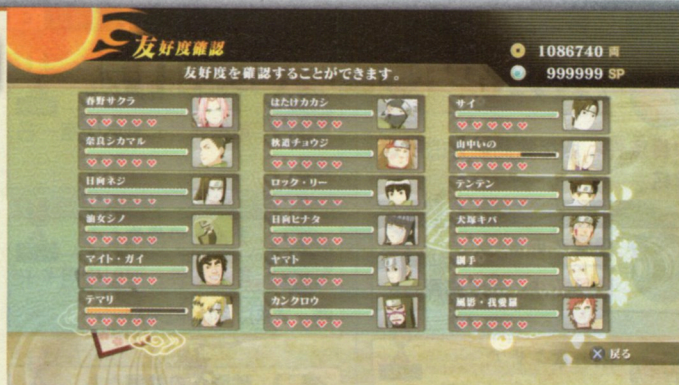 友好度確認
友好度を確認することができます。
1086740 両
999999 SP
春野サクラ
はたけカカシ
サイ
奈良シカマル
秋道チョウジ
山中いの
日向ネジ
ロック・リー
テンテン
油女シノ
日向ヒナタ
犬塚キバ
マイト・ガイ
ヤマト
綱手
テマリ
カンクロウ
風影・我愛羅
戻る